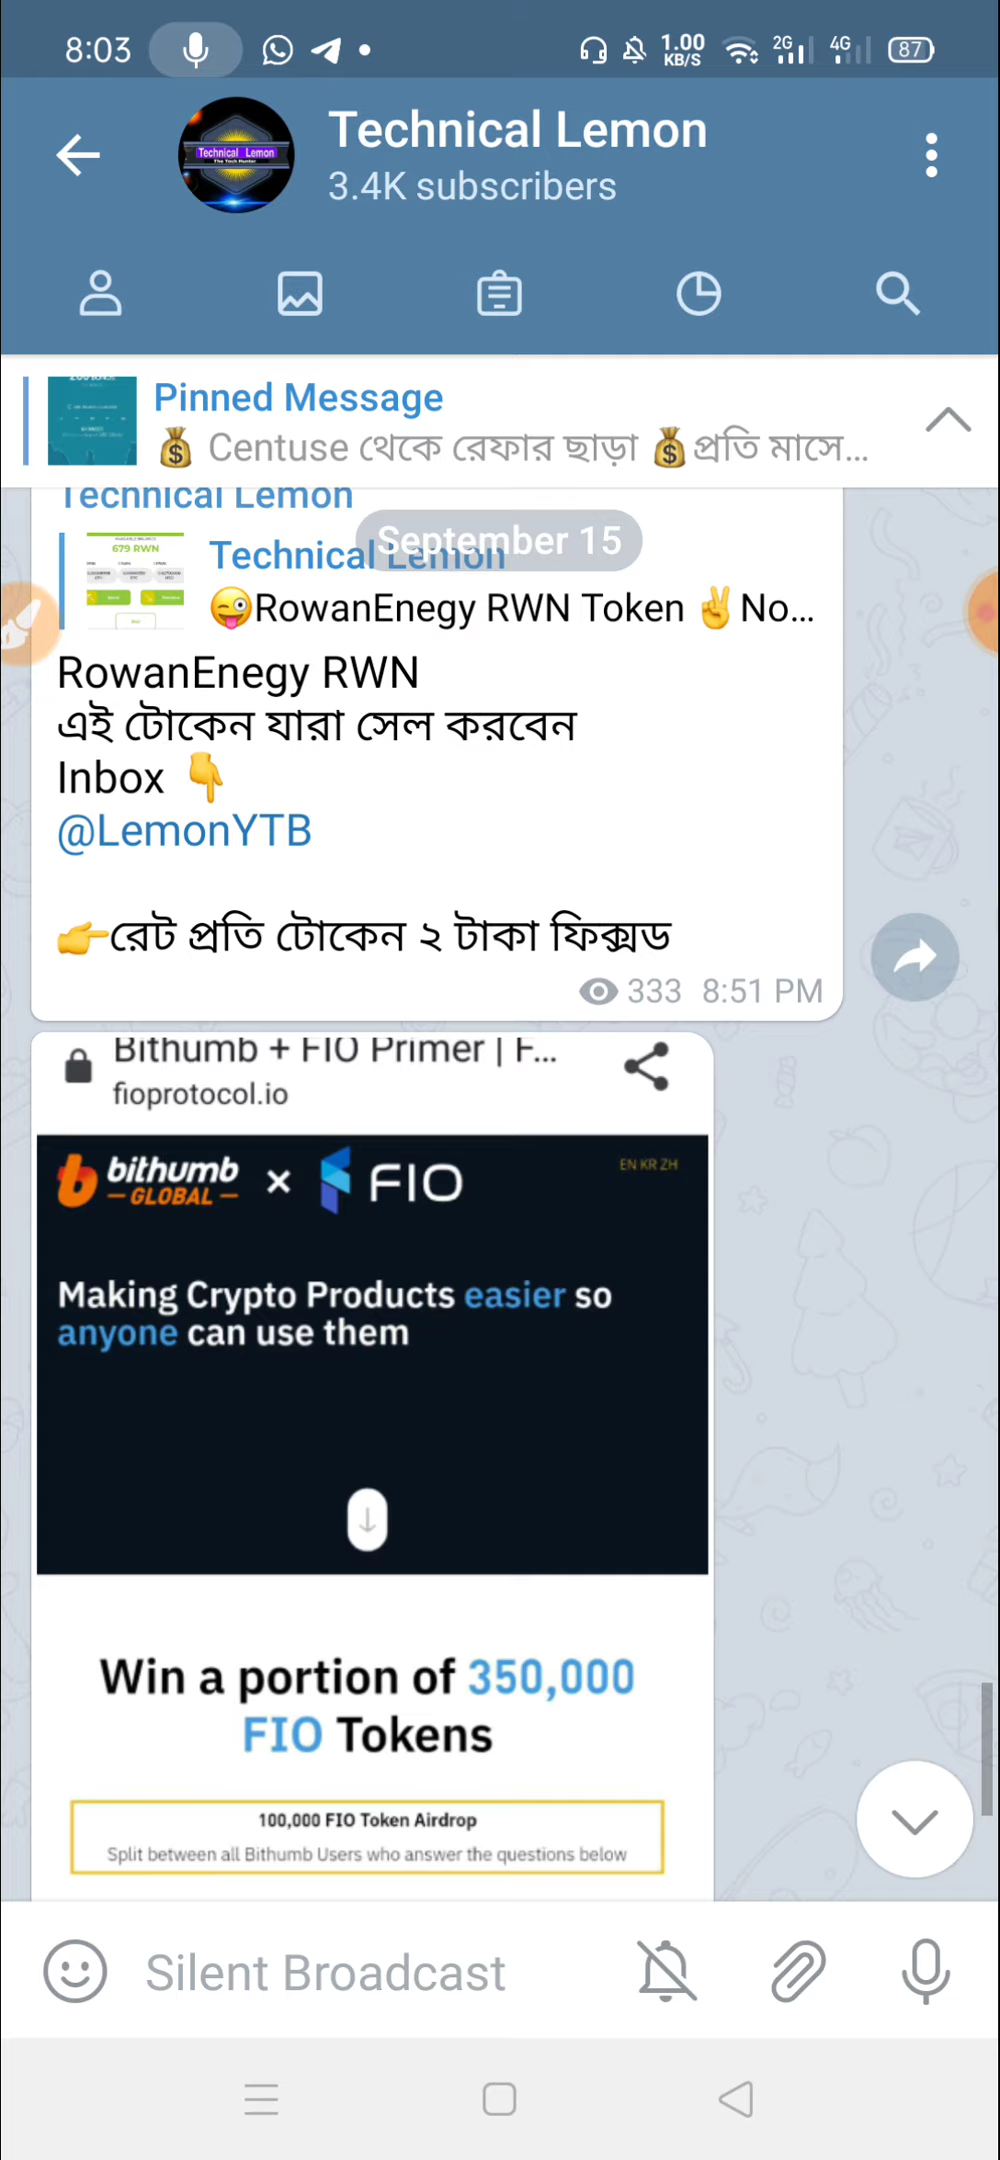 8:03
1.00
KB/S
2G
4G
87
Technical Lemon
Technical Lemon
3.4K subscribers
Pinned Message
💰 Centuse থেকে রেফার ছাড়া 💰প্রতি মাসে...
Technical Lemon
September 15
679 RWN
Technical Lemon
😜RowanEnegy RWN Token ✌No...
RowanEnegy RWN
এই টোকেন যারা সেল করবেন
Inbox 👇
@LemonYTB
👉রেট প্রতি টোকেন ২ টাকা ফিক্সড
333 8:51 PM
Bithumb + FIO Primer | F...
fioprotocol.io
bithumb
GLOBAL
× FIO
EN KR ZH
Making Crypto Products easier so
anyone can use them
Win a portion of 350,000
FIO Tokens
100,000 FIO Token Airdrop
Split between all Bithumb Users who answer the questions below
Silent Broadcast